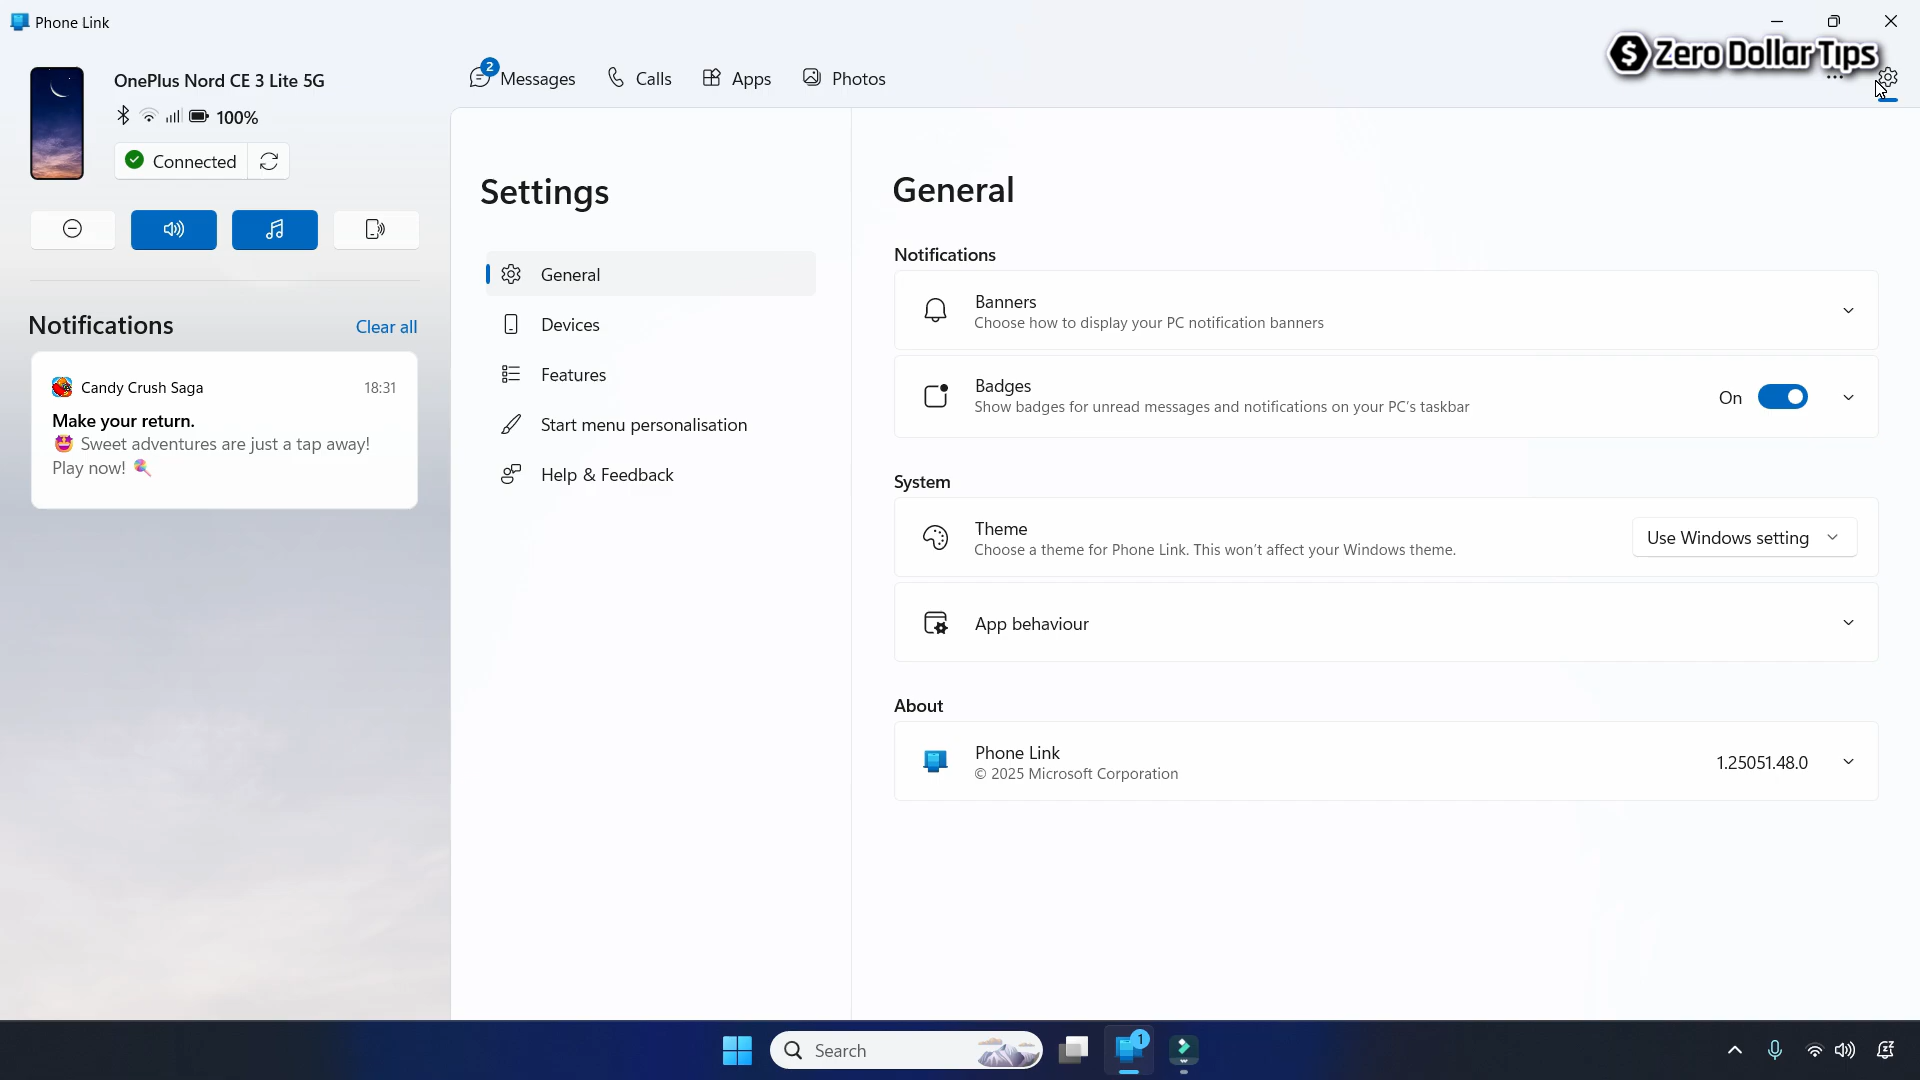 Phone Link
$ Zero Dollar Tips
OnePlus Nord CE 3 Lite 5G
100%
Connected
2
Messages
Calls
Apps
Photos
Notifications
Clear all
Candy Crush Saga
18:31
Make your return.
🤩 Sweet adventures are just a tap away!
Play now! 🍭
Settings
General
Devices
Features
Start menu personalisation
Help & Feedback
General
Notifications
Banners
Choose how to display your PC notification banners
Badges
Show badges for unread messages and notifications on your PC's taskbar
On
System
Theme
Choose a theme for Phone Link. This won't affect your Windows theme.
Use Windows setting
App behaviour
About
Phone Link
© 2025 Microsoft Corporation
1.25051.48.0
Search
1